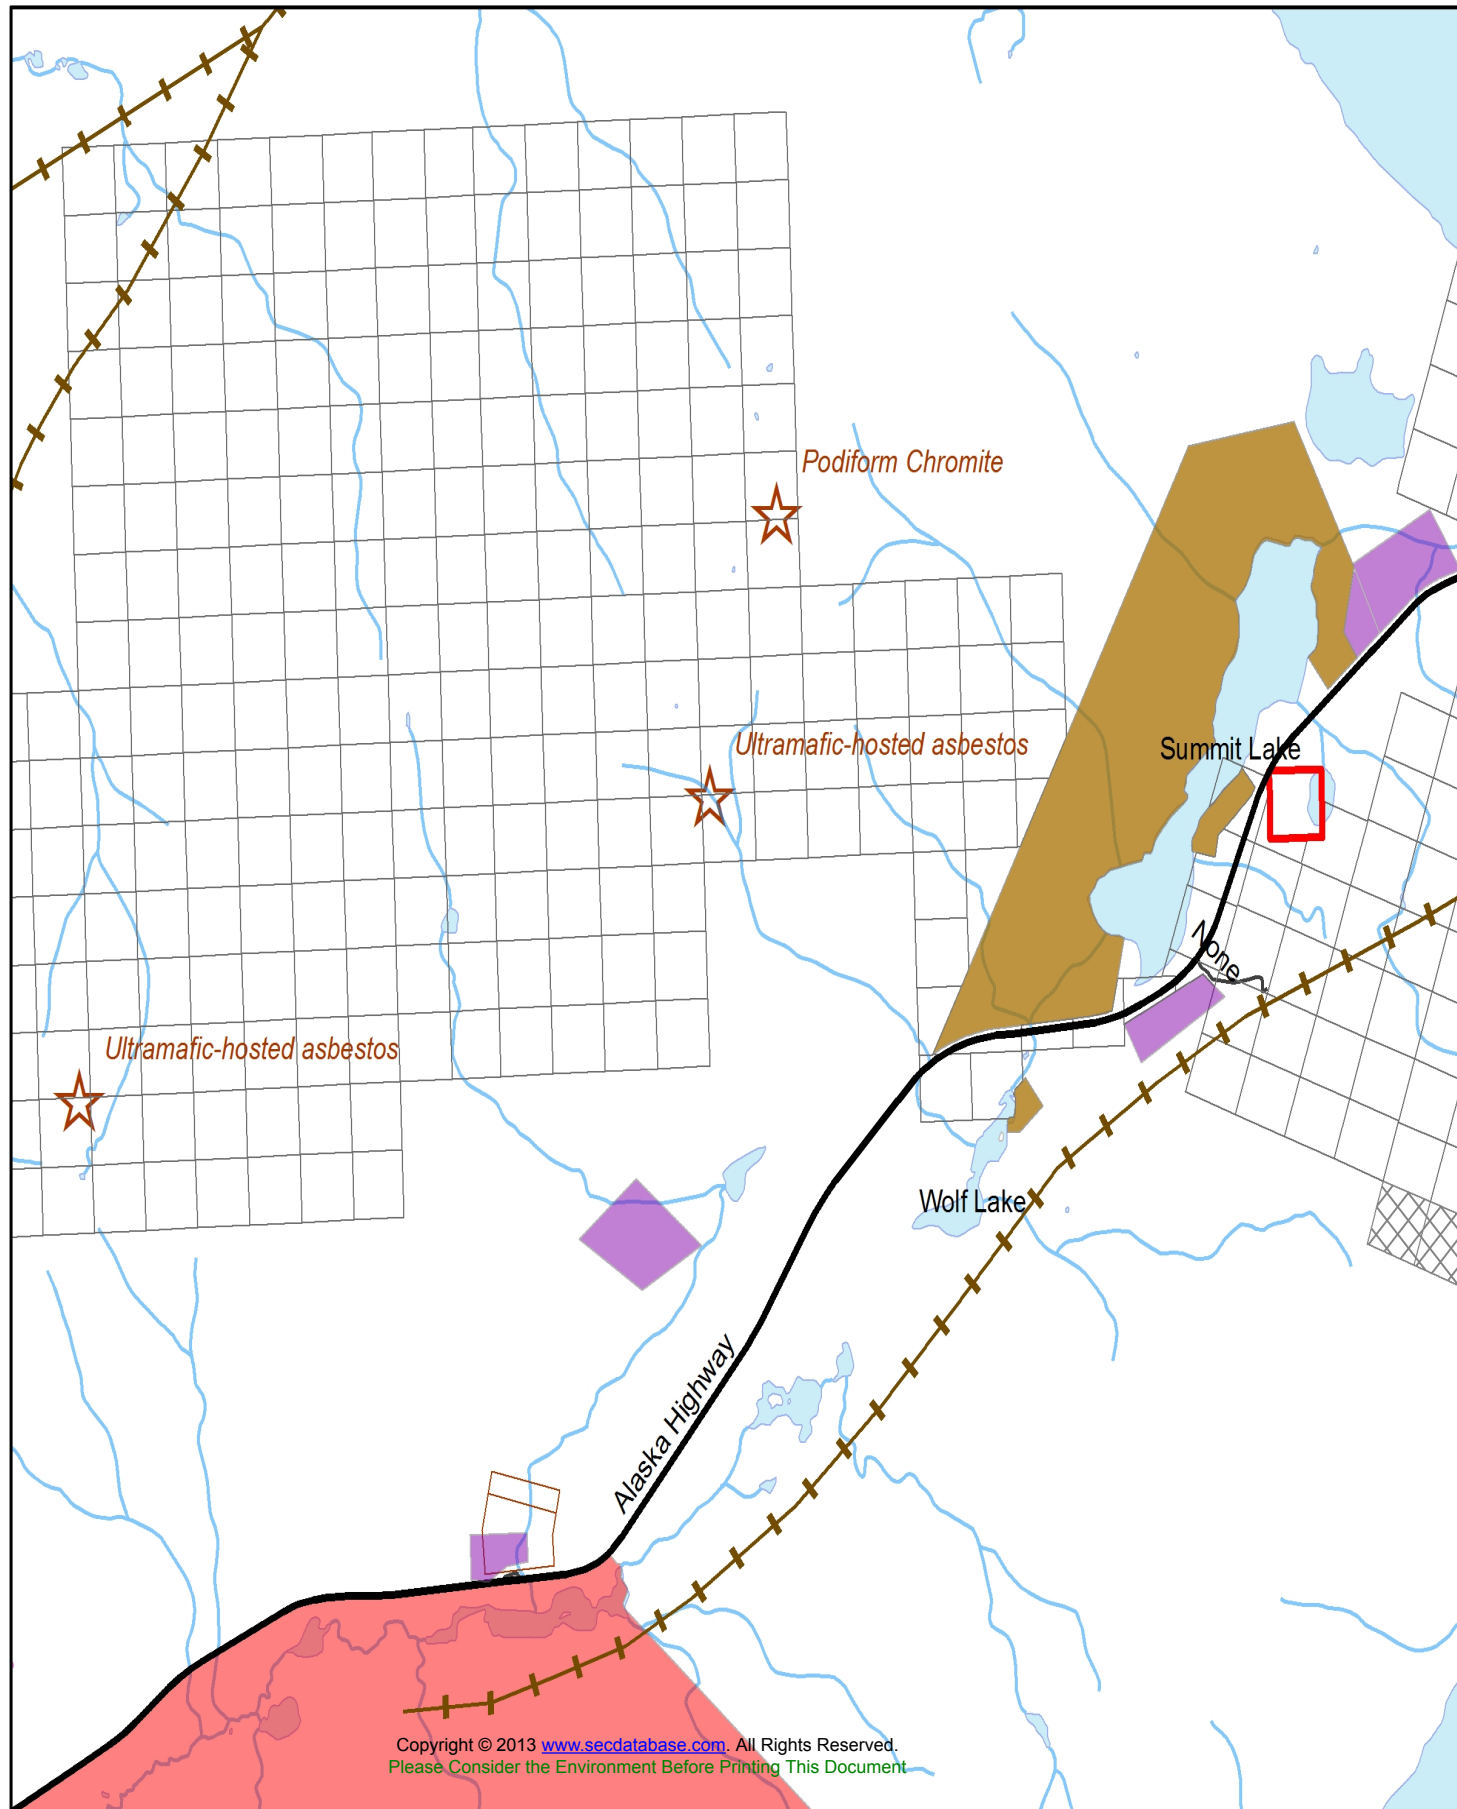 Podiform Chromite
Ultramafic-hosted asbestos
Summit Lake
None
Ultramafic-hosted asbestos
Wolf Lake
Alaska Highway
Copyright © 2013 www.secdatabase.com. All Rights Reserved.
Please Consider the Environment Before Printing This Document